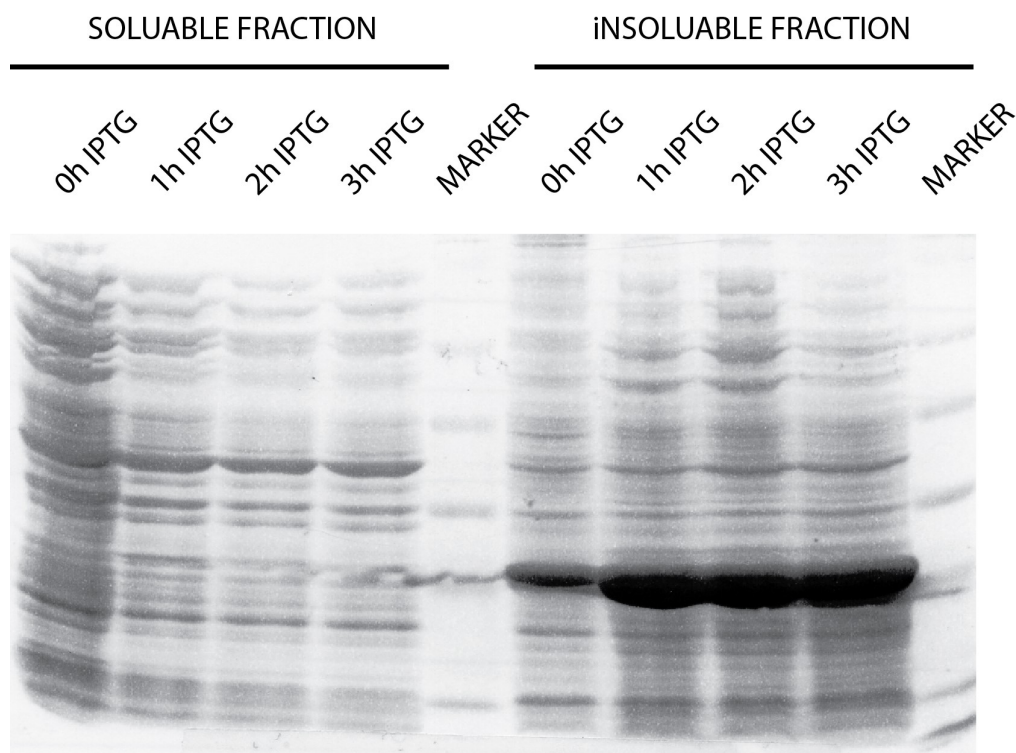 SOLUABLE FRACTION
iNSOLUABLE FRACTION
0h IPTG
1h IPTG
2h IPTG
3h IPTG
MARKER
0h IPTG
1h IPTG
2h IPTG
3h IPTG
MARKER